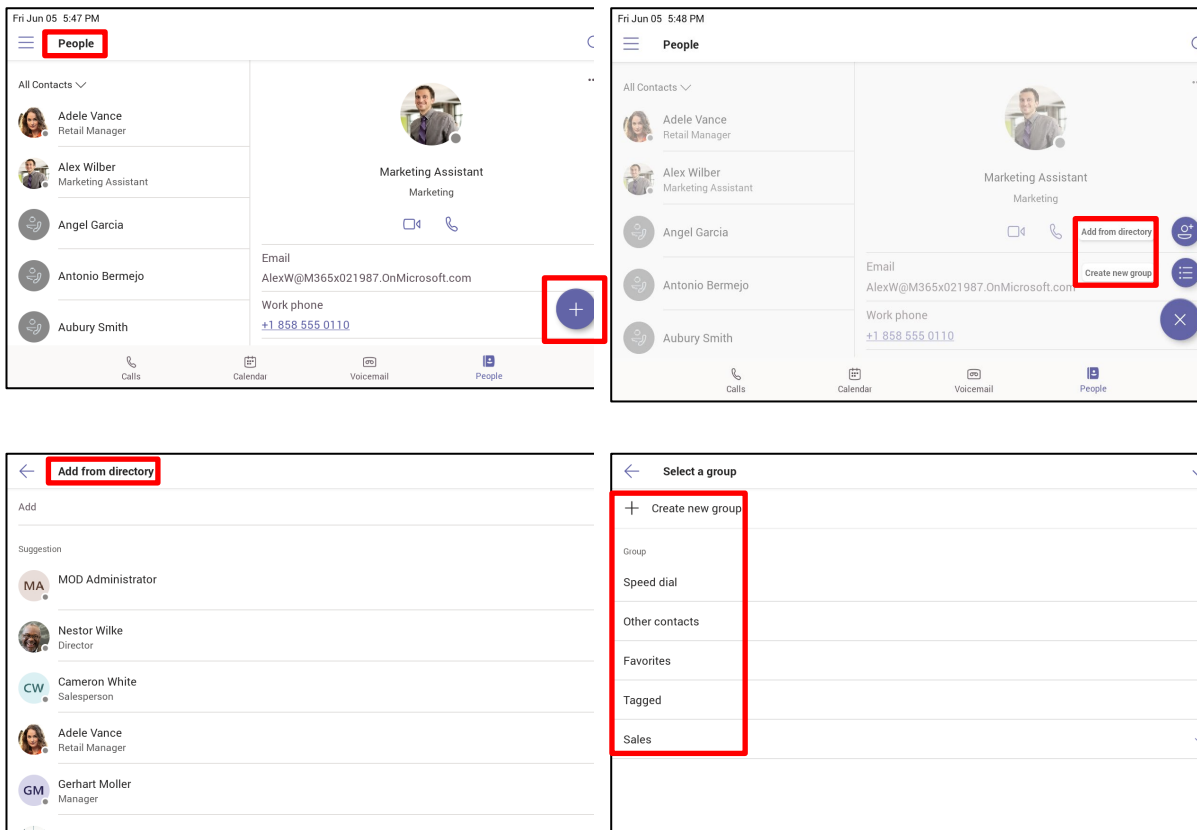 Fri Jun 05 5:47 PM
People
All Contacts
Adele Vance
Retail Manager
Alex Wilber
Marketing Assistant
Angel Garcia
Antonio Bermejo
Aubury Smith
Marketing Assistant
Marketing
Email
AlexW@M365x021987.OnMicrosoft.com
Work phone
+1 858 555 0110
Calls
Calendar
Voicemail
People
Fri Jun 05 5:48 PM
People
All Contacts
Adele Vance
Retail Manager
Alex Wilber
Marketing Assistant
Angel Garcia
Antonio Bermejo
Aubury Smith
Marketing Assistant
Marketing
Add from directory
Create new group
Email
AlexW@M365x021987.OnMicrosoft.com
Work phone
+1 858 555 0110
Calls
Calendar
Voicemail
People
Add from directory
Add
Suggestion
MA
MOD Administrator
Nestor Wilke
Director
CW
Cameron White
Salesperson
Adele Vance
Retail Manager
GM
Gerhart Moller
Manager
Select a group
Create new group
Group
Speed dial
Other contacts
Favorites
Tagged
Sales